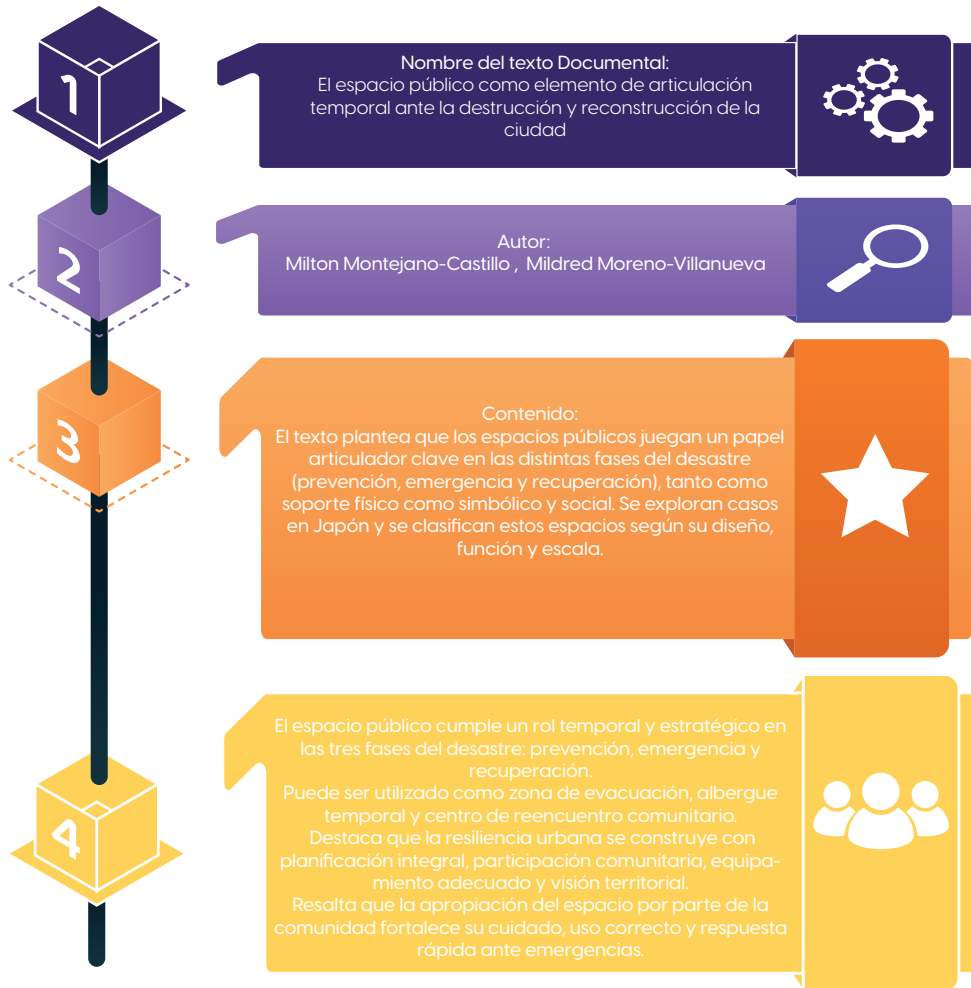 1
Nombre del texto Documental:
El espacio público como elemento de articulación
temporal ante la destrucción y reconstrucción de la
ciudad
2
Autor:
Milton Montejano-Castillo , Mildred Moreno-Villanueva
3
Contenido:
El texto plantea que los espacios públicos juegan un papel
articulador clave en las distintas fases del desastre
(prevención, emergencia y recuperación), tanto como
soporte físico como simbólico y social. Se exploran casos
en Japón y se clasifican estos espacios según su diseño,
función y escala.
4
El espacio público cumple un rol temporal y estratégico en
las tres fases del desastre: prevención, emergencia y
recuperación.
Puede ser utilizado como zona de evacuación, albergue
temporal y centro de reencuentro comunitario.
Destaca que la resiliencia urbana se construye con
planificación integral, participación comunitaria, equipa-
miento adecuado y visión territorial.
Resalta que la apropiación del espacio por parte de la
comunidad fortalece su cuidado, uso correcto y respuesta
rápida ante emergencias.